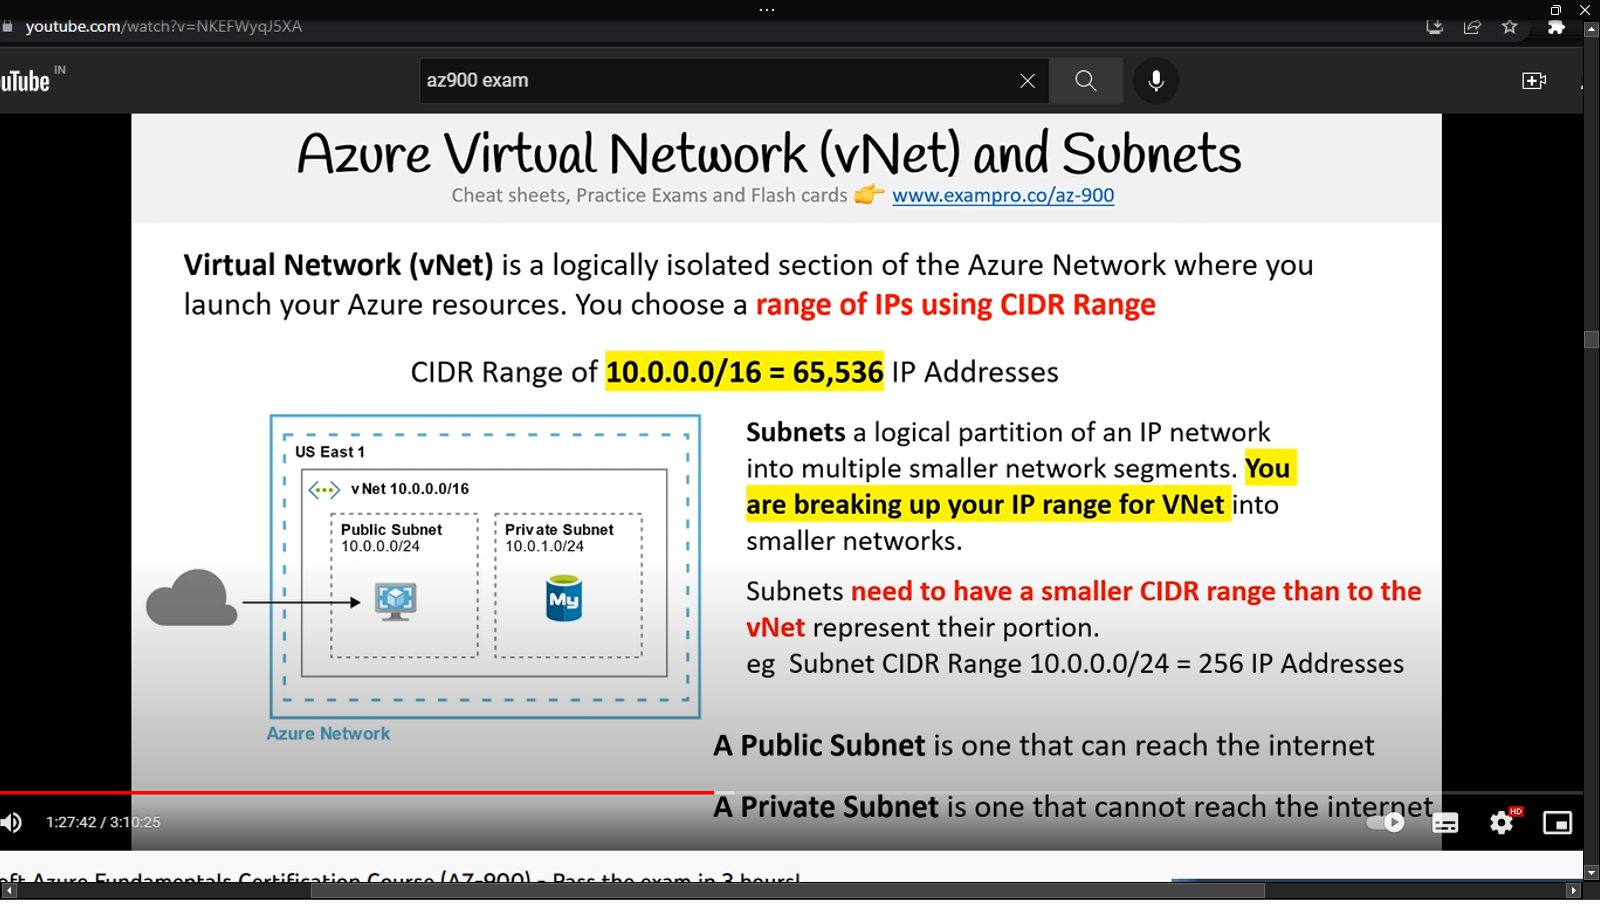 youtube.com/watch?v=NKEFWyqJ5XA
uTube IN
az900 exam
Azure Virtual Network (vNet) and Subnets
Cheat sheets, Practice Exams and Flash cards 👉 www.exampro.co/az-900
Virtual Network (vNet) is a logically isolated section of the Azure Network where you
launch your Azure resources. You choose a range of IPs using CIDR Range
CIDR Range of 10.0.0.0/16 = 65,536 IP Addresses
US East 1
vNet 10.0.0.0/16
Public Subnet
10.0.0.0/24
Private Subnet
10.0.1.0/24
My
Azure Network
Subnets a logical partition of an IP network
into multiple smaller network segments. You
are breaking up your IP range for VNet into
smaller networks.
Subnets need to have a smaller CIDR range than to the
vNet represent their portion.
eg Subnet CIDR Range 10.0.0.0/24 = 256 IP Addresses
A Public Subnet is one that can reach the internet
A Private Subnet is one that cannot reach the internet
1:27:42 / 3:10:25
HD
oft Azure Fundamentals Certification Course (AZ-900) - Pass the exam in 3 hours!